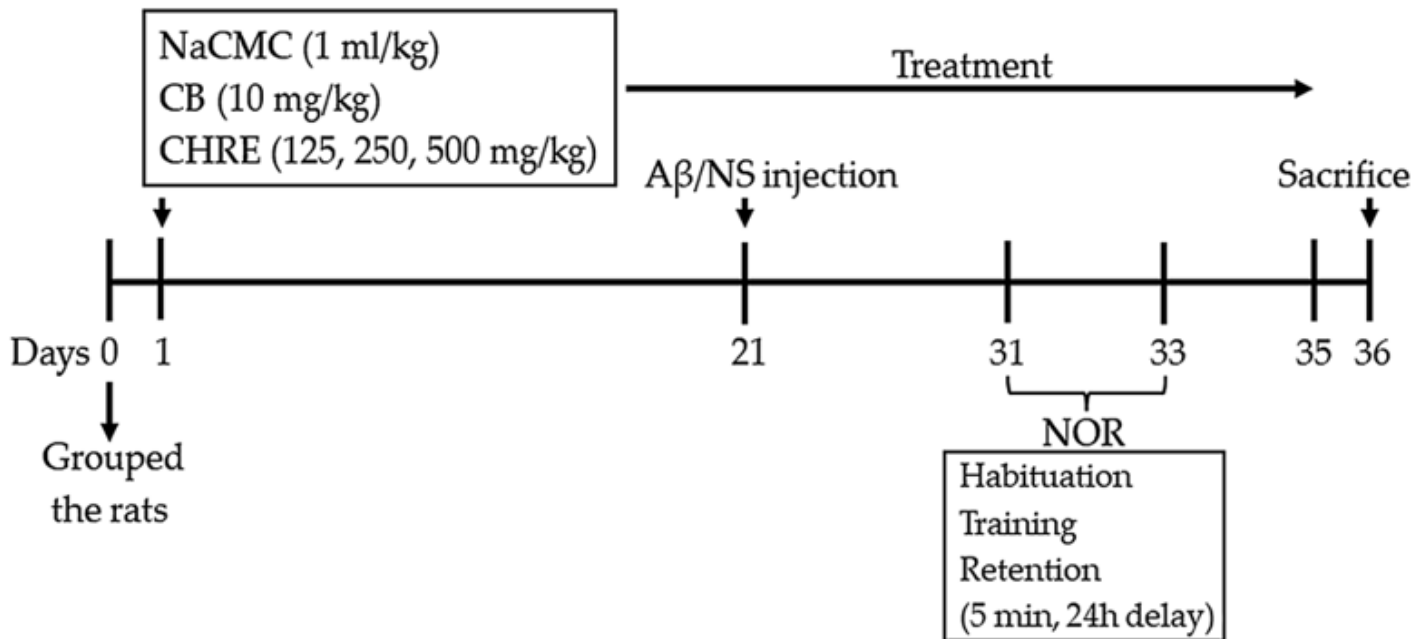 NaCMC (1 ml/kg)
CB (10 mg/kg)
CHRE (125, 250, 500 mg/kg)
Treatment
Aβ/NS injection
Sacrifice
Days 0 1 21 31 33 35 36
Grouped
the rats
NOR
Habituation
Training
Retention
(5 min, 24h delay)